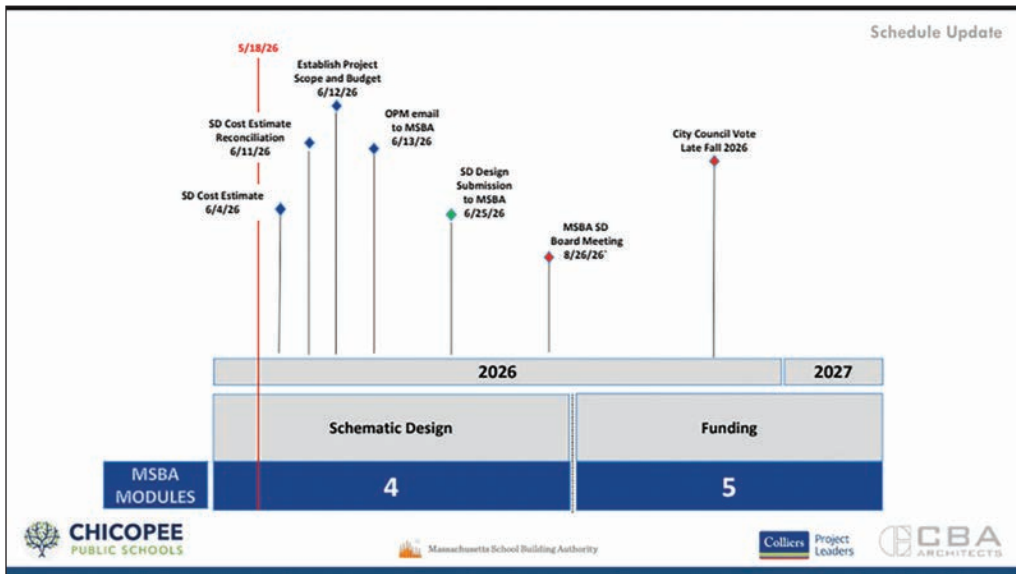 Schedule Update
5/18/26
Establish Project
Scope and Budget
6/12/26
OPM email
to MSBA
6/13/26
SD Cost Estimate
Reconciliation
6/11/26
City Council Vote
Late Fall 2026
SD Cost Estimate
6/4/26
SD Design
Submission
to MSBA
6/25/26
MSBA SD
Board Meeting
8/26/26`
2026
2027
Schematic Design
Funding
MSBA
MODULES
4
5
CHICOPEE
PUBLIC SCHOOLS
Massachusetts School Building Authority
Colliers
Project
Leaders
CBA
ARCHITECTS